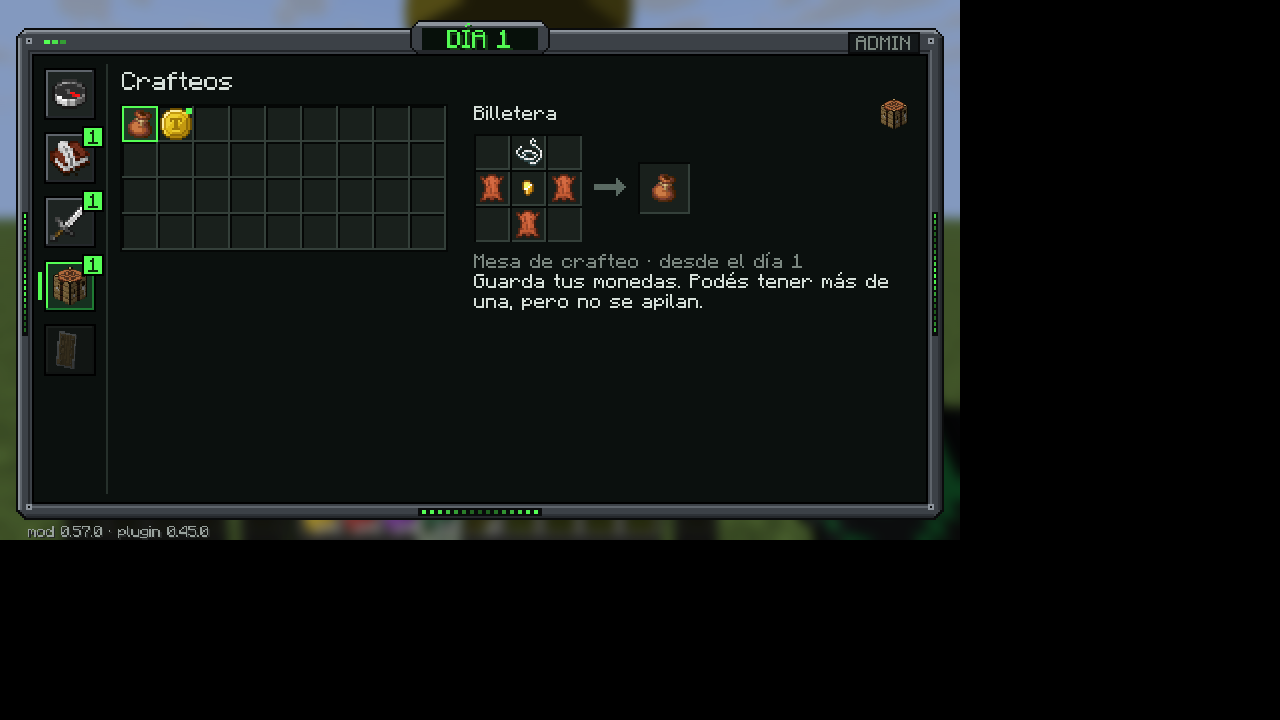 DÍA 1
ADMIN
Crafteos
1
1
1
Billetera
Mesa de crafteo · desde el día 1
Guarda tus monedas. Podés tener más de
una, pero no se apilan.
mod 0.57.0 · plugin 0.45.0